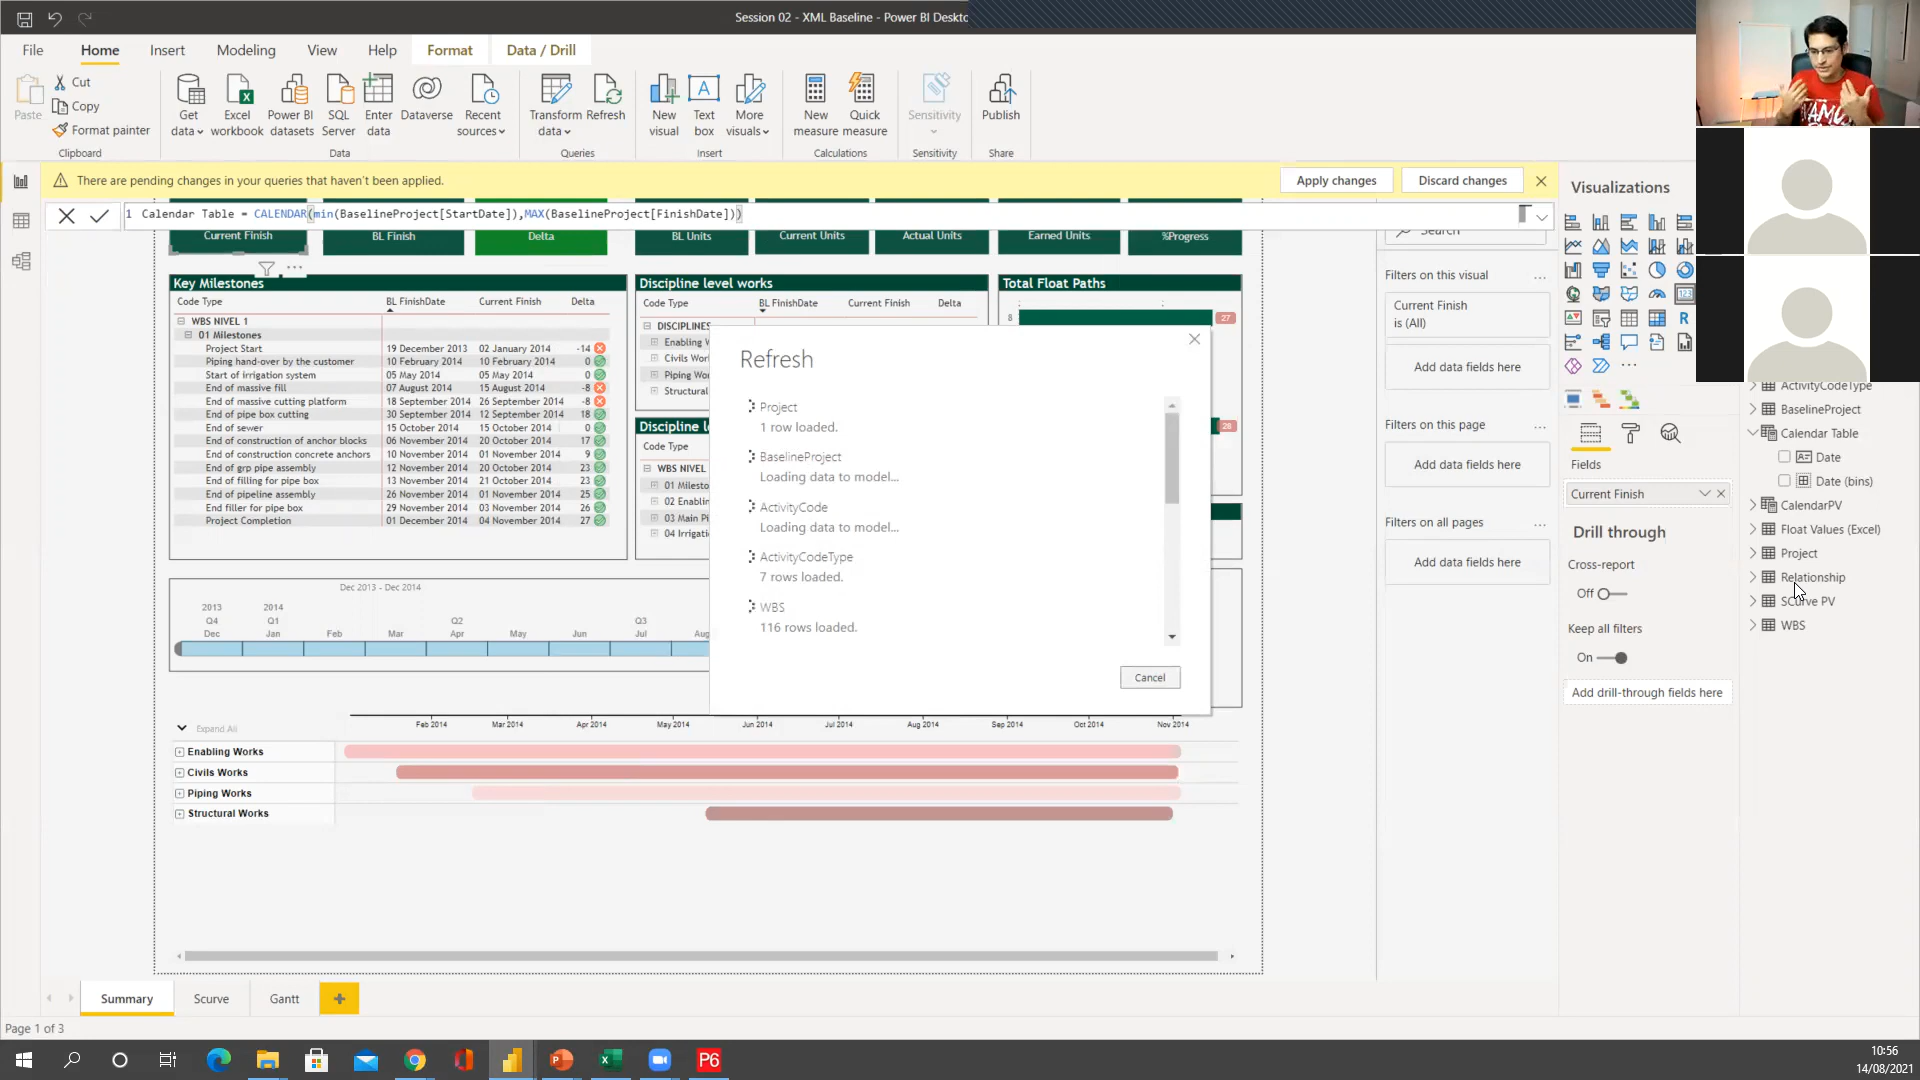 Session 02 - XML Baseline - Power BI Deskto
File Home Insert Modeling View Help Format Data / Drill
Paste
Cut
Copy
Format painter
Clipboard
Get data
Excel workbook
Power BI datasets
SQL Server
Enter data
Dataverse
Recent sources
Data
Transform data
Refresh
Queries
New visual
Text box
More visuals
Insert
New measure
Quick measure
Calculations
Sensitivity
Sensitivity
Publish
Share
There are pending changes in your queries that haven't been applied.
Apply changes
Discard changes
1 Calendar Table = CALENDAR(min(BaselineProject[StartDate]),MAX(BaselineProject[FinishDate]))
Current Finish
BL Finish
Delta
BL Units
Current Units
Actual Units
Earned Units
%Progress
Key Milestones
Code Type BL FinishDate Current Finish Delta
WBS NIVEL 1
01 Milestones
Project Start 19 December 2013 02 January 2014 -14
Piping hand-over by the customer 10 February 2014 10 February 2014 0
Start of irrigation system 05 May 2014 05 May 2014 0
End of massive fill 07 August 2014 15 August 2014 -8
End of massive cutting platform 18 September 2014 26 September 2014 -8
End of pipe box cutting 30 September 2014 12 September 2014 18
End of sewer 15 October 2014 15 October 2014 0
End of construction of anchor blocks 06 November 2014 20 October 2014 17
End of construction concrete anchors 10 November 2014 01 November 2014 9
End of grp pipe assembly 12 November 2014 20 October 2014 23
End of filling for pipe box 13 November 2014 21 October 2014 23
End of pipeline assembly 26 November 2014 01 November 2014 25
End filler for pipe box 29 November 2014 03 November 2014 26
Project Completion 01 December 2014 04 November 2014 27
Discipline level works
Code Type BL FinishDate Current Finish Delta
DISCIPLINES
Enabling W
Civils Wor
Piping Wo
Structural
Discipline le
Code Type
WBS NIVEL
01 Milesto
02 Enablin
03 Main Pi
04 Irrigati
Total Float Paths
8
27
28
Refresh
Project
1 row loaded.
BaselineProject
Loading data to model...
ActivityCode
Loading data to model...
ActivityCodeType
7 rows loaded.
WBS
116 rows loaded.
Cancel
Dec 2013 - Dec 2014
2013 2014
Q4 Q1 Q2 Q3
Dec Jan Feb Mar Apr May Jun Jul Aug
Expand All
Feb 2014 Mar 2014 Apr 2014 May 2014 Jun 2014 Jul 2014 Aug 2014 Sep 2014 Oct 2014 Nov 2014
Enabling Works
Civils Works
Piping Works
Structural Works
Search
Filters on this visual
...
Current Finish
is (All)
Add data fields here
Filters on this page
...
Add data fields here
Filters on all pages
...
Add data fields here
Visualizations
R
...
Fields
Current Finish
Drill through
Cross-report
Off
Keep all filters
On
Add drill-through fields here
ActivityCodeType
BaselineProject
Calendar Table
Date
Date (bins)
CalendarPV
Float Values (Excel)
Project
Relationship
SCurve PV
WBS
Summary Scurve Gantt +
Page 1 of 3
P6
10:56
14/08/2021